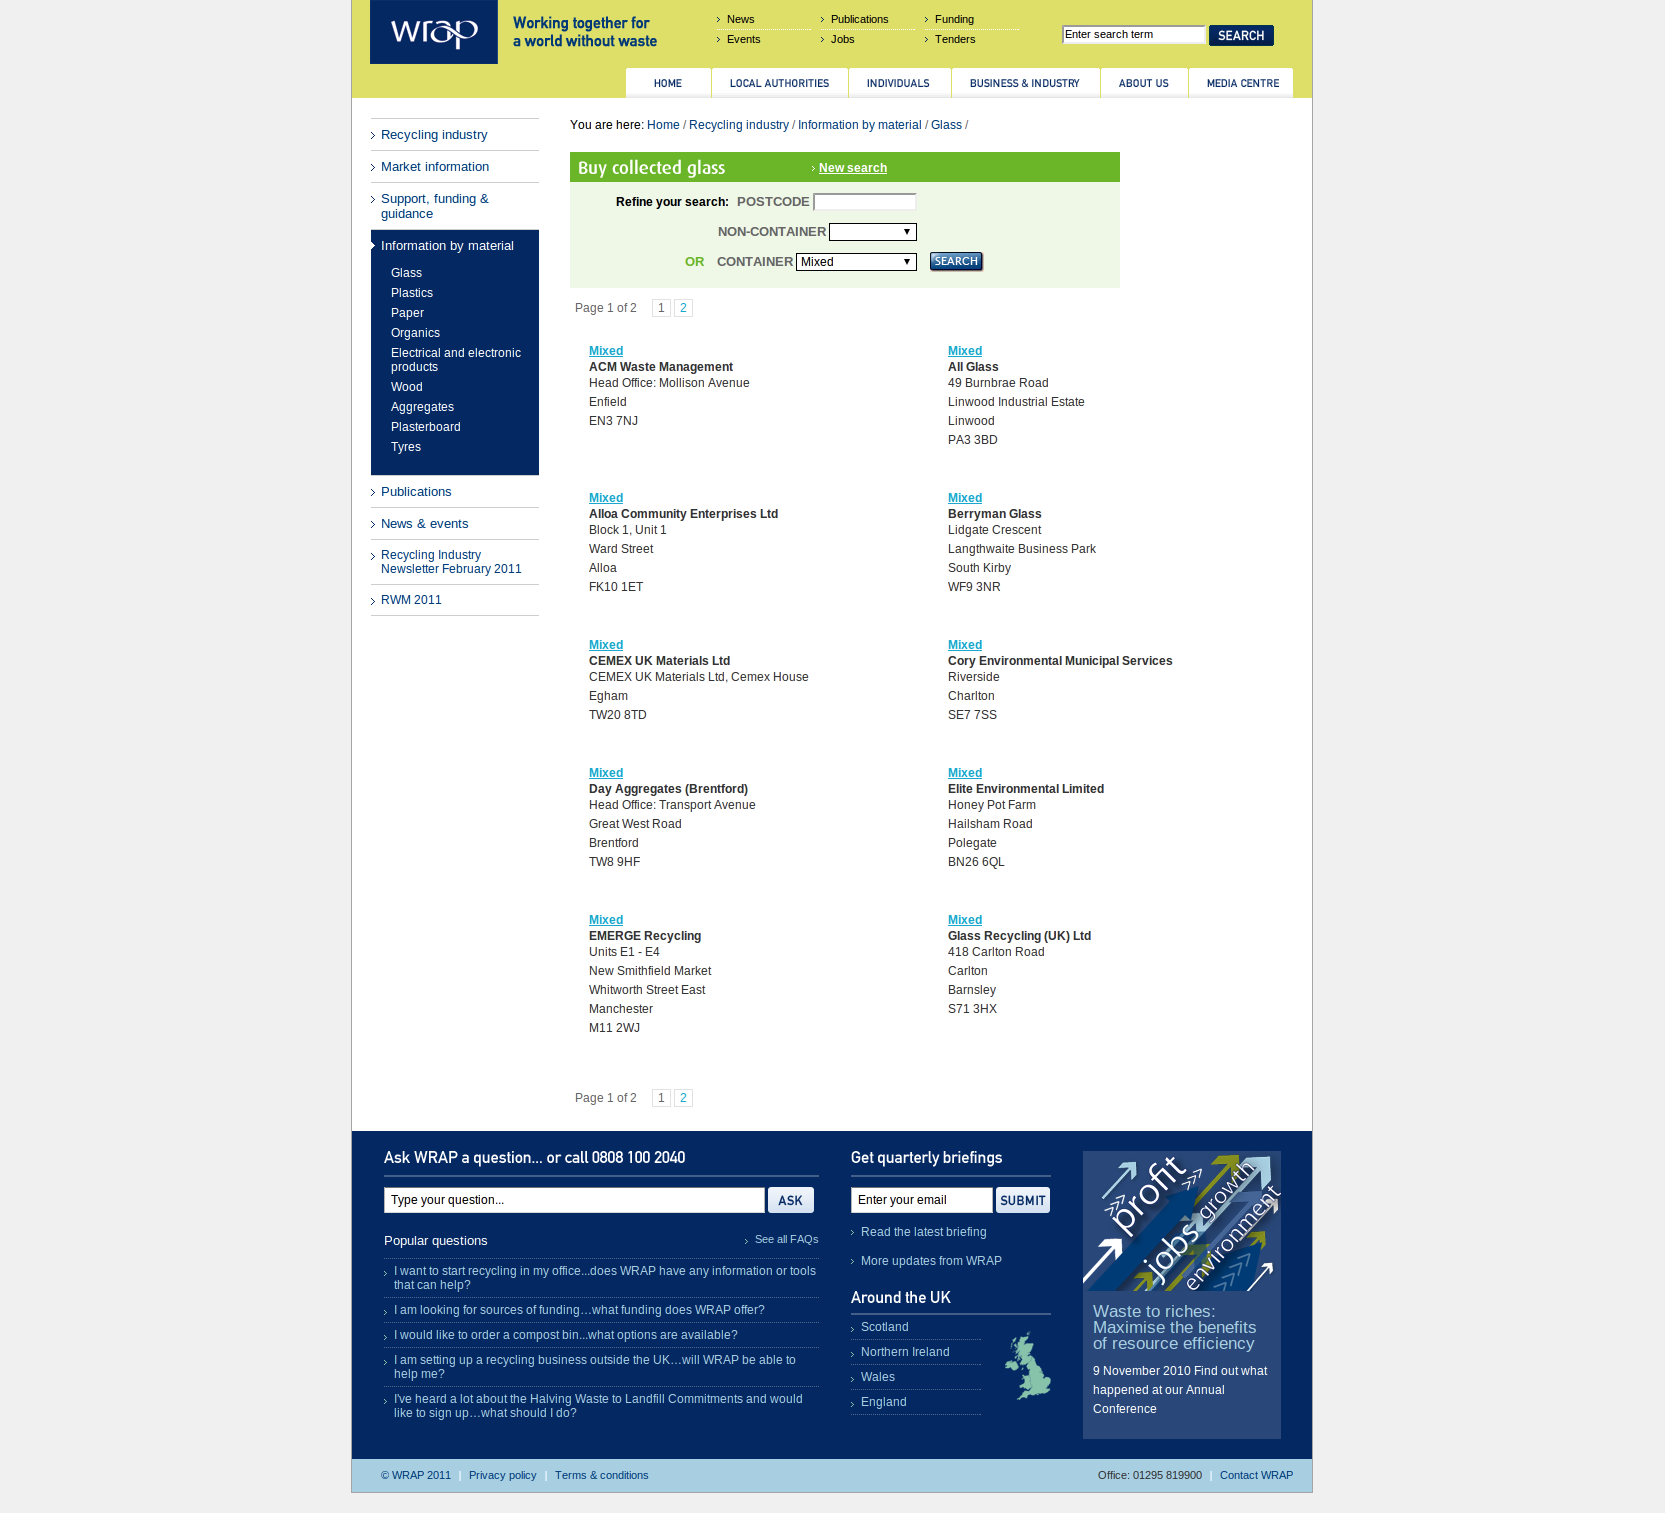 wrap
Working together for
a world without waste
News
Publications
Funding
Events
Jobs
Tenders
Enter search term
SEARCH
HOME
LOCAL AUTHORITIES
INDIVIDUALS
BUSINESS & INDUSTRY
ABOUT US
MEDIA CENTRE
Recycling industry
Market information
Support, funding &
guidance
Information by material
Glass
Plastics
Paper
Organics
Electrical and electronic
products
Wood
Aggregates
Plasterboard
Tyres
Publications
News & events
Recycling Industry
Newsletter February 2011
RWM 2011
You are here: Home / Recycling industry / Information by material / Glass /
Buy collected glass
New search
Refine your search: POSTCODE
NON-CONTAINER
OR CONTAINER Mixed
SEARCH
Page 1 of 2 1 2
Mixed
ACM Waste Management
Head Office: Mollison Avenue
Enfield
EN3 7NJ
Mixed
All Glass
49 Burnbrae Road
Linwood Industrial Estate
Linwood
PA3 3BD
Mixed
Alloa Community Enterprises Ltd
Block 1, Unit 1
Ward Street
Alloa
FK10 1ET
Mixed
Berryman Glass
Lidgate Crescent
Langthwaite Business Park
South Kirby
WF9 3NR
Mixed
CEMEX UK Materials Ltd
CEMEX UK Materials Ltd, Cemex House
Egham
TW20 8TD
Mixed
Cory Environmental Municipal Services
Riverside
Charlton
SE7 7SS
Mixed
Day Aggregates (Brentford)
Head Office: Transport Avenue
Great West Road
Brentford
TW8 9HF
Mixed
Elite Environmental Limited
Honey Pot Farm
Hailsham Road
Polegate
BN26 6QL
Mixed
EMERGE Recycling
Units E1 - E4
New Smithfield Market
Whitworth Street East
Manchester
M11 2WJ
Mixed
Glass Recycling (UK) Ltd
418 Carlton Road
Carlton
Barnsley
S71 3HX
Page 1 of 2 1 2
Ask WRAP a question... or call 0808 100 2040
Type your question...
ASK
Popular questions
See all FAQs
I want to start recycling in my office...does WRAP have any information or tools
that can help?
I am looking for sources of funding…what funding does WRAP offer?
I would like to order a compost bin...what options are available?
I am setting up a recycling business outside the UK…will WRAP be able to
help me?
I've heard a lot about the Halving Waste to Landfill Commitments and would
like to sign up…what should I do?
Get quarterly briefings
Enter your email
SUBMIT
Read the latest briefing
More updates from WRAP
Around the UK
Scotland
Northern Ireland
Wales
England
profit
jobs
growth
environment
Waste to riches:
Maximise the benefits
of resource efficiency
9 November 2010 Find out what
happened at our Annual
Conference
© WRAP 2011 | Privacy policy | Terms & conditions
Office: 01295 819900 | Contact WRAP